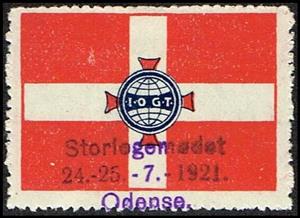 I.O.G.T.
Storlogemødet
24.-25.-7.-1921.
Odense.